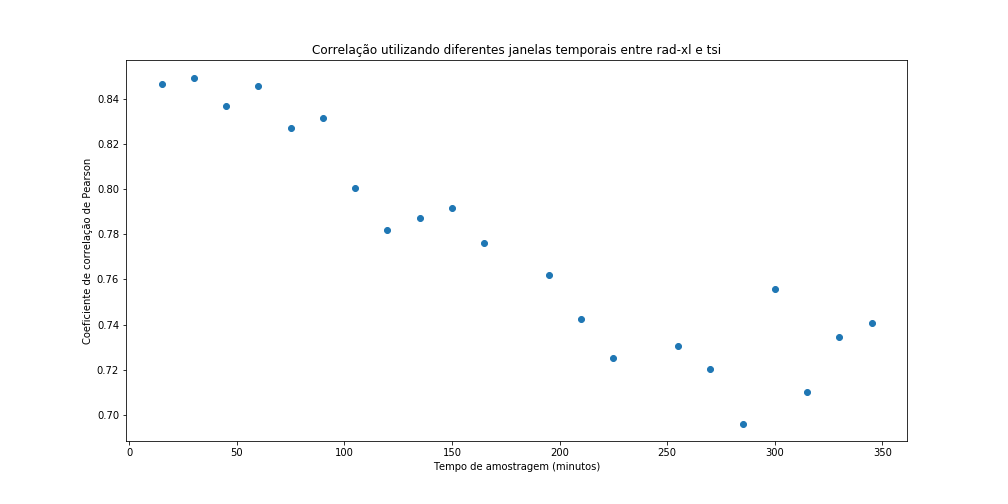 Correlação utilizando diferentes janelas temporais entre rad-xl e tsi
Coeficiente de correlação de Pearson
0.84
0.82
0.80
0.78
0.76
0.74
0.72
0.70
0 50 100 150 200 250 300 350
Tempo de amostragem (minutos)